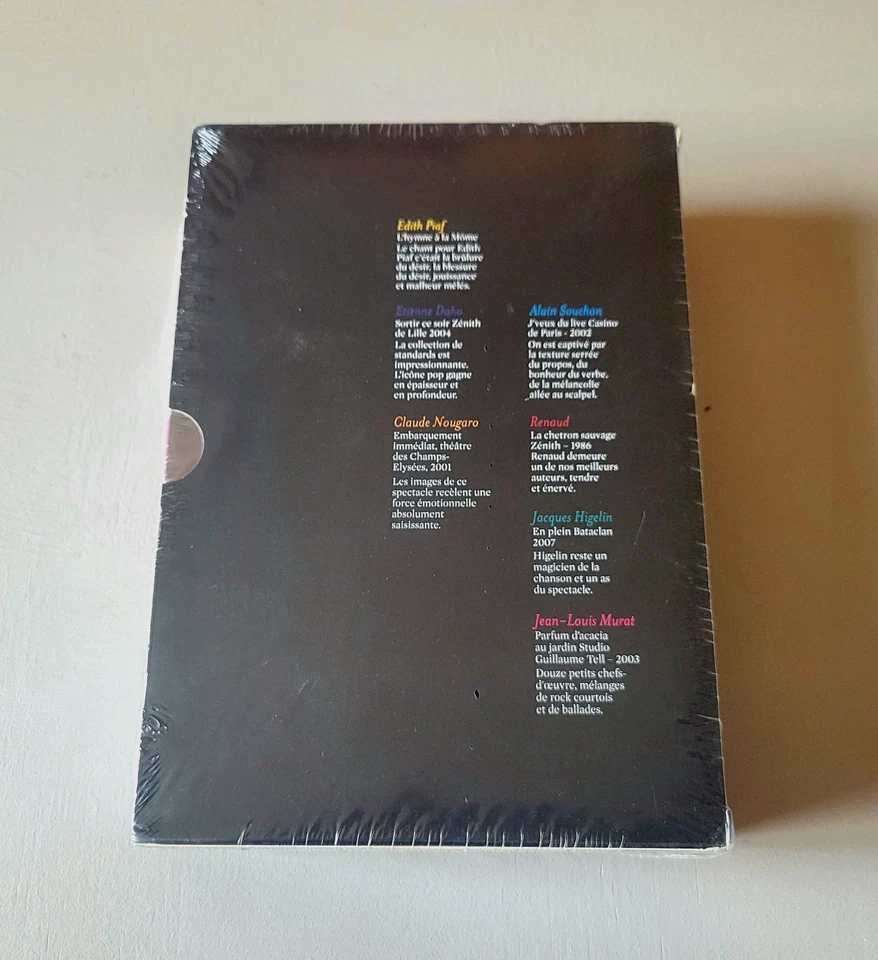 Edith Piaf
L'hymne à la Môme
Le chant pour Edith
Piaf c'était la brûlure
du désir, la blessure
du désir, jouissance
et malheur mêlés.
Etienne Daho
Sortir ce soir Zénith
de Lille 2004
La collection de
standards est
impressionnante.
L'icône pop gagne
en épaisseur et
en profondeur.
Claude Nougaro
Embarquement
immédiat, théâtre
des Champs-
Elysées, 2001
Les images de ce
spectacle recèlent une
force émotionnelle
absolument
saisissante.
Alain Souchon
J'veux du live Casino
de Paris - 2002
On est captivé par
la texture serrée
du propos, du
bonheur du verbe,
de la mélancolie
ailée au scalpel.
Renaud
La chetron sauvage
Zénith – 1986
Renaud demeure
un de nos meilleurs
auteurs, tendre
et énervé.
Jacques Higelin
En plein Bataclan
2007
Higelin reste un
magicien de la
chanson et un as
du spectacle.
Jean-Louis Murat
Parfum d'acacia
au jardin Studio
Guillaume Tell – 2003
Douze petits chefs-
d'œuvre, mélanges
de rock courtois
et de ballades.